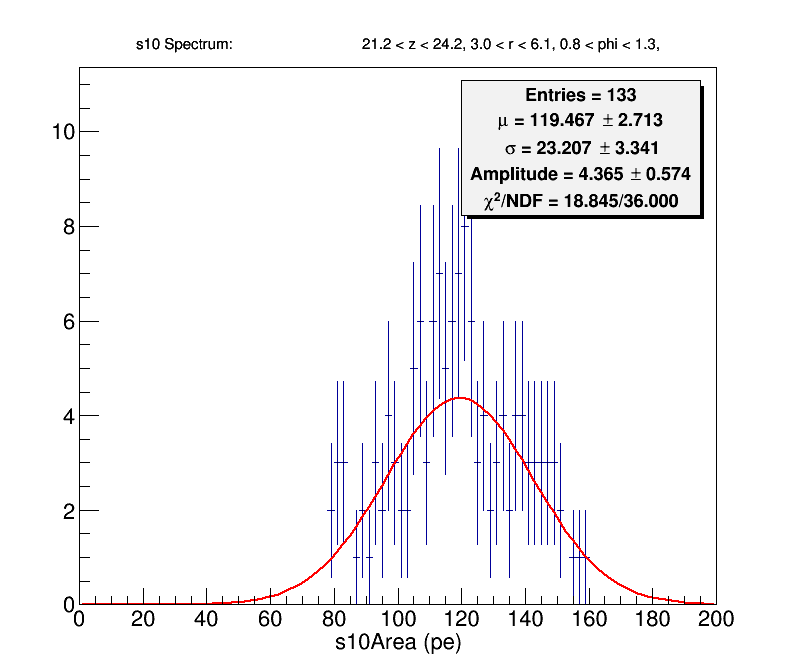 s10 Spectrum: 21.2 < z < 24.2, 3.0 < r < 6.1, 0.8 < phi < 1.3,
Entries = 133
μ = 119.467 ± 2.713
σ = 23.207 ± 3.341
Amplitude = 4.365 ± 0.574
χ²/NDF = 18.845/36.000
10
8
6
4
2
0
0 20 40 60 80 100 120 140 160 180 200
s10Area (pe)